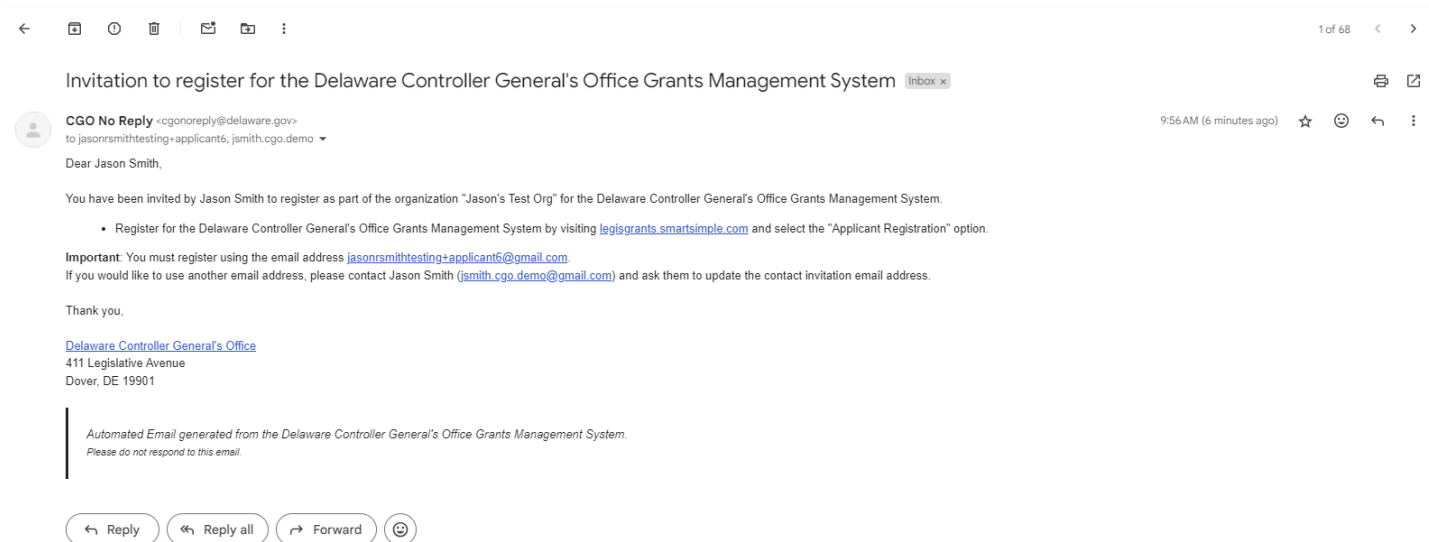 1 of 68
Invitation to register for the Delaware Controller General's Office Grants Management System Inbox ×
CGO No Reply <cgonoreply@delaware.gov>
9:56 AM (6 minutes ago)
to jasonrsmithtesting+applicant6, jsmith.cgo.demo
Dear Jason Smith,
You have been invited by Jason Smith to register as part of the organization "Jason's Test Org" for the Delaware Controller General's Office Grants Management System.
• Register for the Delaware Controller General's Office Grants Management System by visiting legisgrants.smartsimple.com and select the "Applicant Registration" option.
Important: You must register using the email address jasonrsmithtesting+applicant6@gmail.com.
If you would like to use another email address, please contact Jason Smith (jsmith.cgo.demo@gmail.com) and ask them to update the contact invitation email address.
Thank you,
Delaware Controller General's Office
411 Legislative Avenue
Dover, DE 19901
Automated Email generated from the Delaware Controller General's Office Grants Management System.
Please do not respond to this email.
Reply
Reply all
Forward